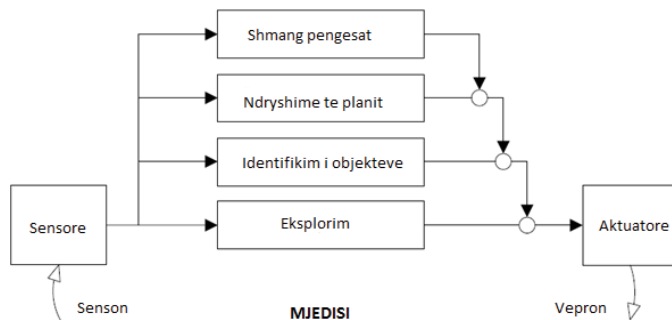 Shmang pengesat
Ndryshime te planit
Identifikim i objekteve
Sensore
Eksplorim
Aktuatore
Senson
MJEDISI
Vepron